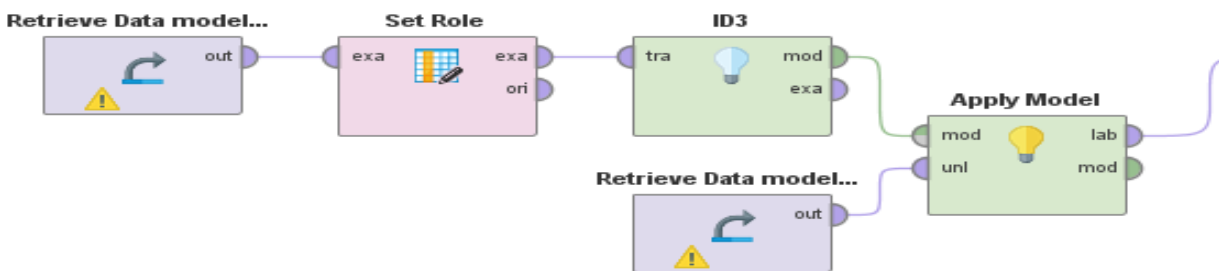 Retrieve Data model...
out
Set Role
exa
exa
ori
ID3
tra
mod
exa
Apply Model
mod
lab
unl
mod
Retrieve Data model...
out